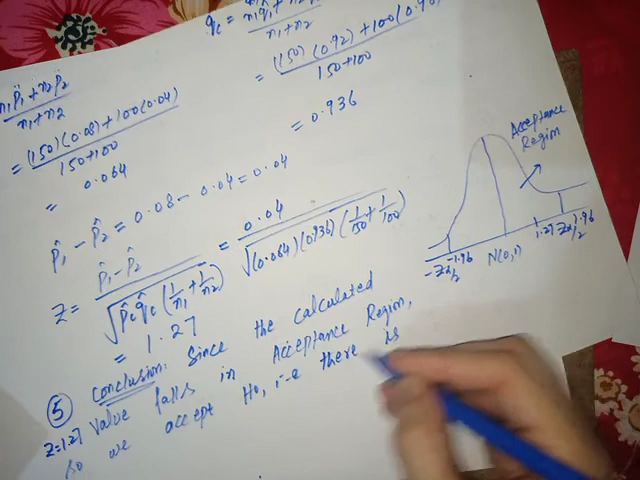 q̂c = n1q̂1 + n2q̂2 / n1+n2
= (150)(0.92) + 100(0.96) / 150+100
= 0.936
n1p̂1 + n2p̂2 / n1+n2
= (150)(0.08) + 100(0.04) / 150+100
= 0.064
p̂1 - p̂2 = 0.08 - 0.04 = 0.04
Z = p̂1 - p̂2 / √p̂c q̂c (1/n1 + 1/n2) = 0.04 / √(0.064)(0.936)(1/150 + 1/100)
= 1.27
Acceptance
Region
-1.96 1.27 1.96
-Zα/2 N(0,1) Zα/2
5 Conclusion: Since the calculated
Z=1.27 Value falls in Acceptance Region,
so we accept Ho, i-e there is